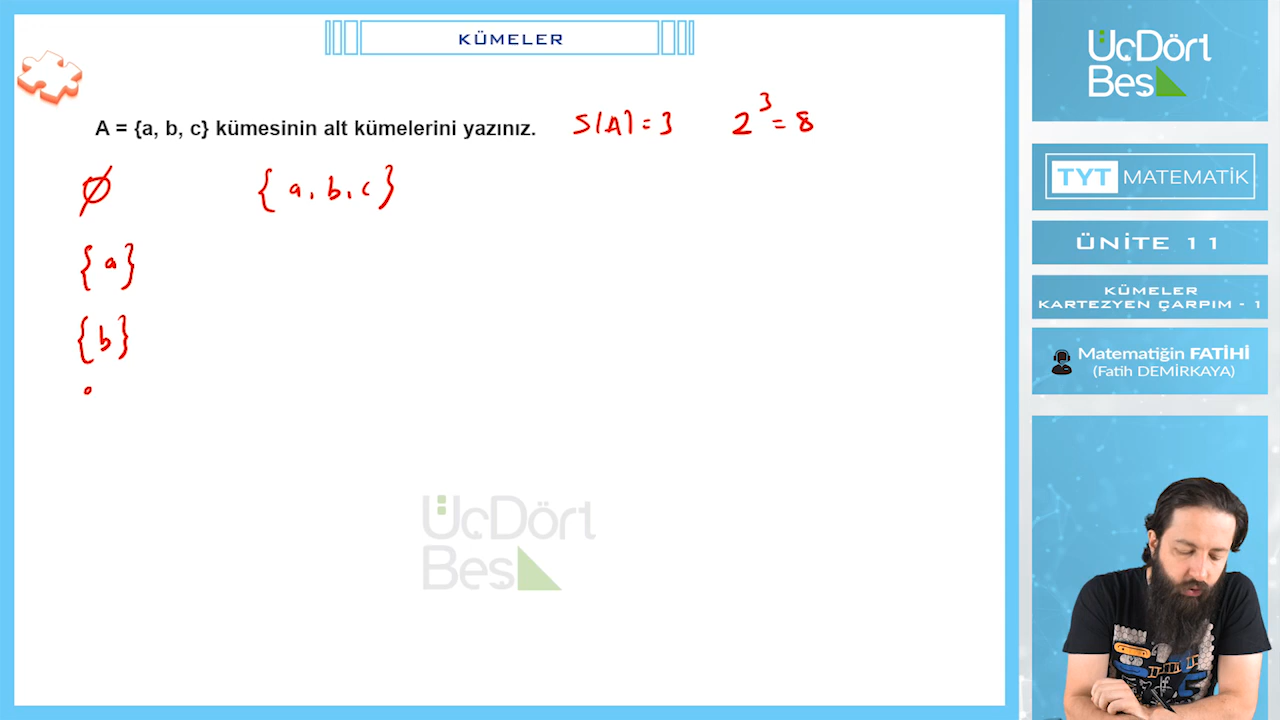 KÜMELER
A = {a, b, c} kümesinin alt kümelerini yazınız. S(A) = 3 2³ = 8
∅ {a, b, c}
{a}
{b}
ÜçDört
Beş
ÜçDört
Beş
TYT MATEMATİK
ÜNİTE 11
KÜMELER
KARTEZYEN ÇARPIM - 1
Matematiğin FATİHİ
(Fatih DEMİRKAYA)